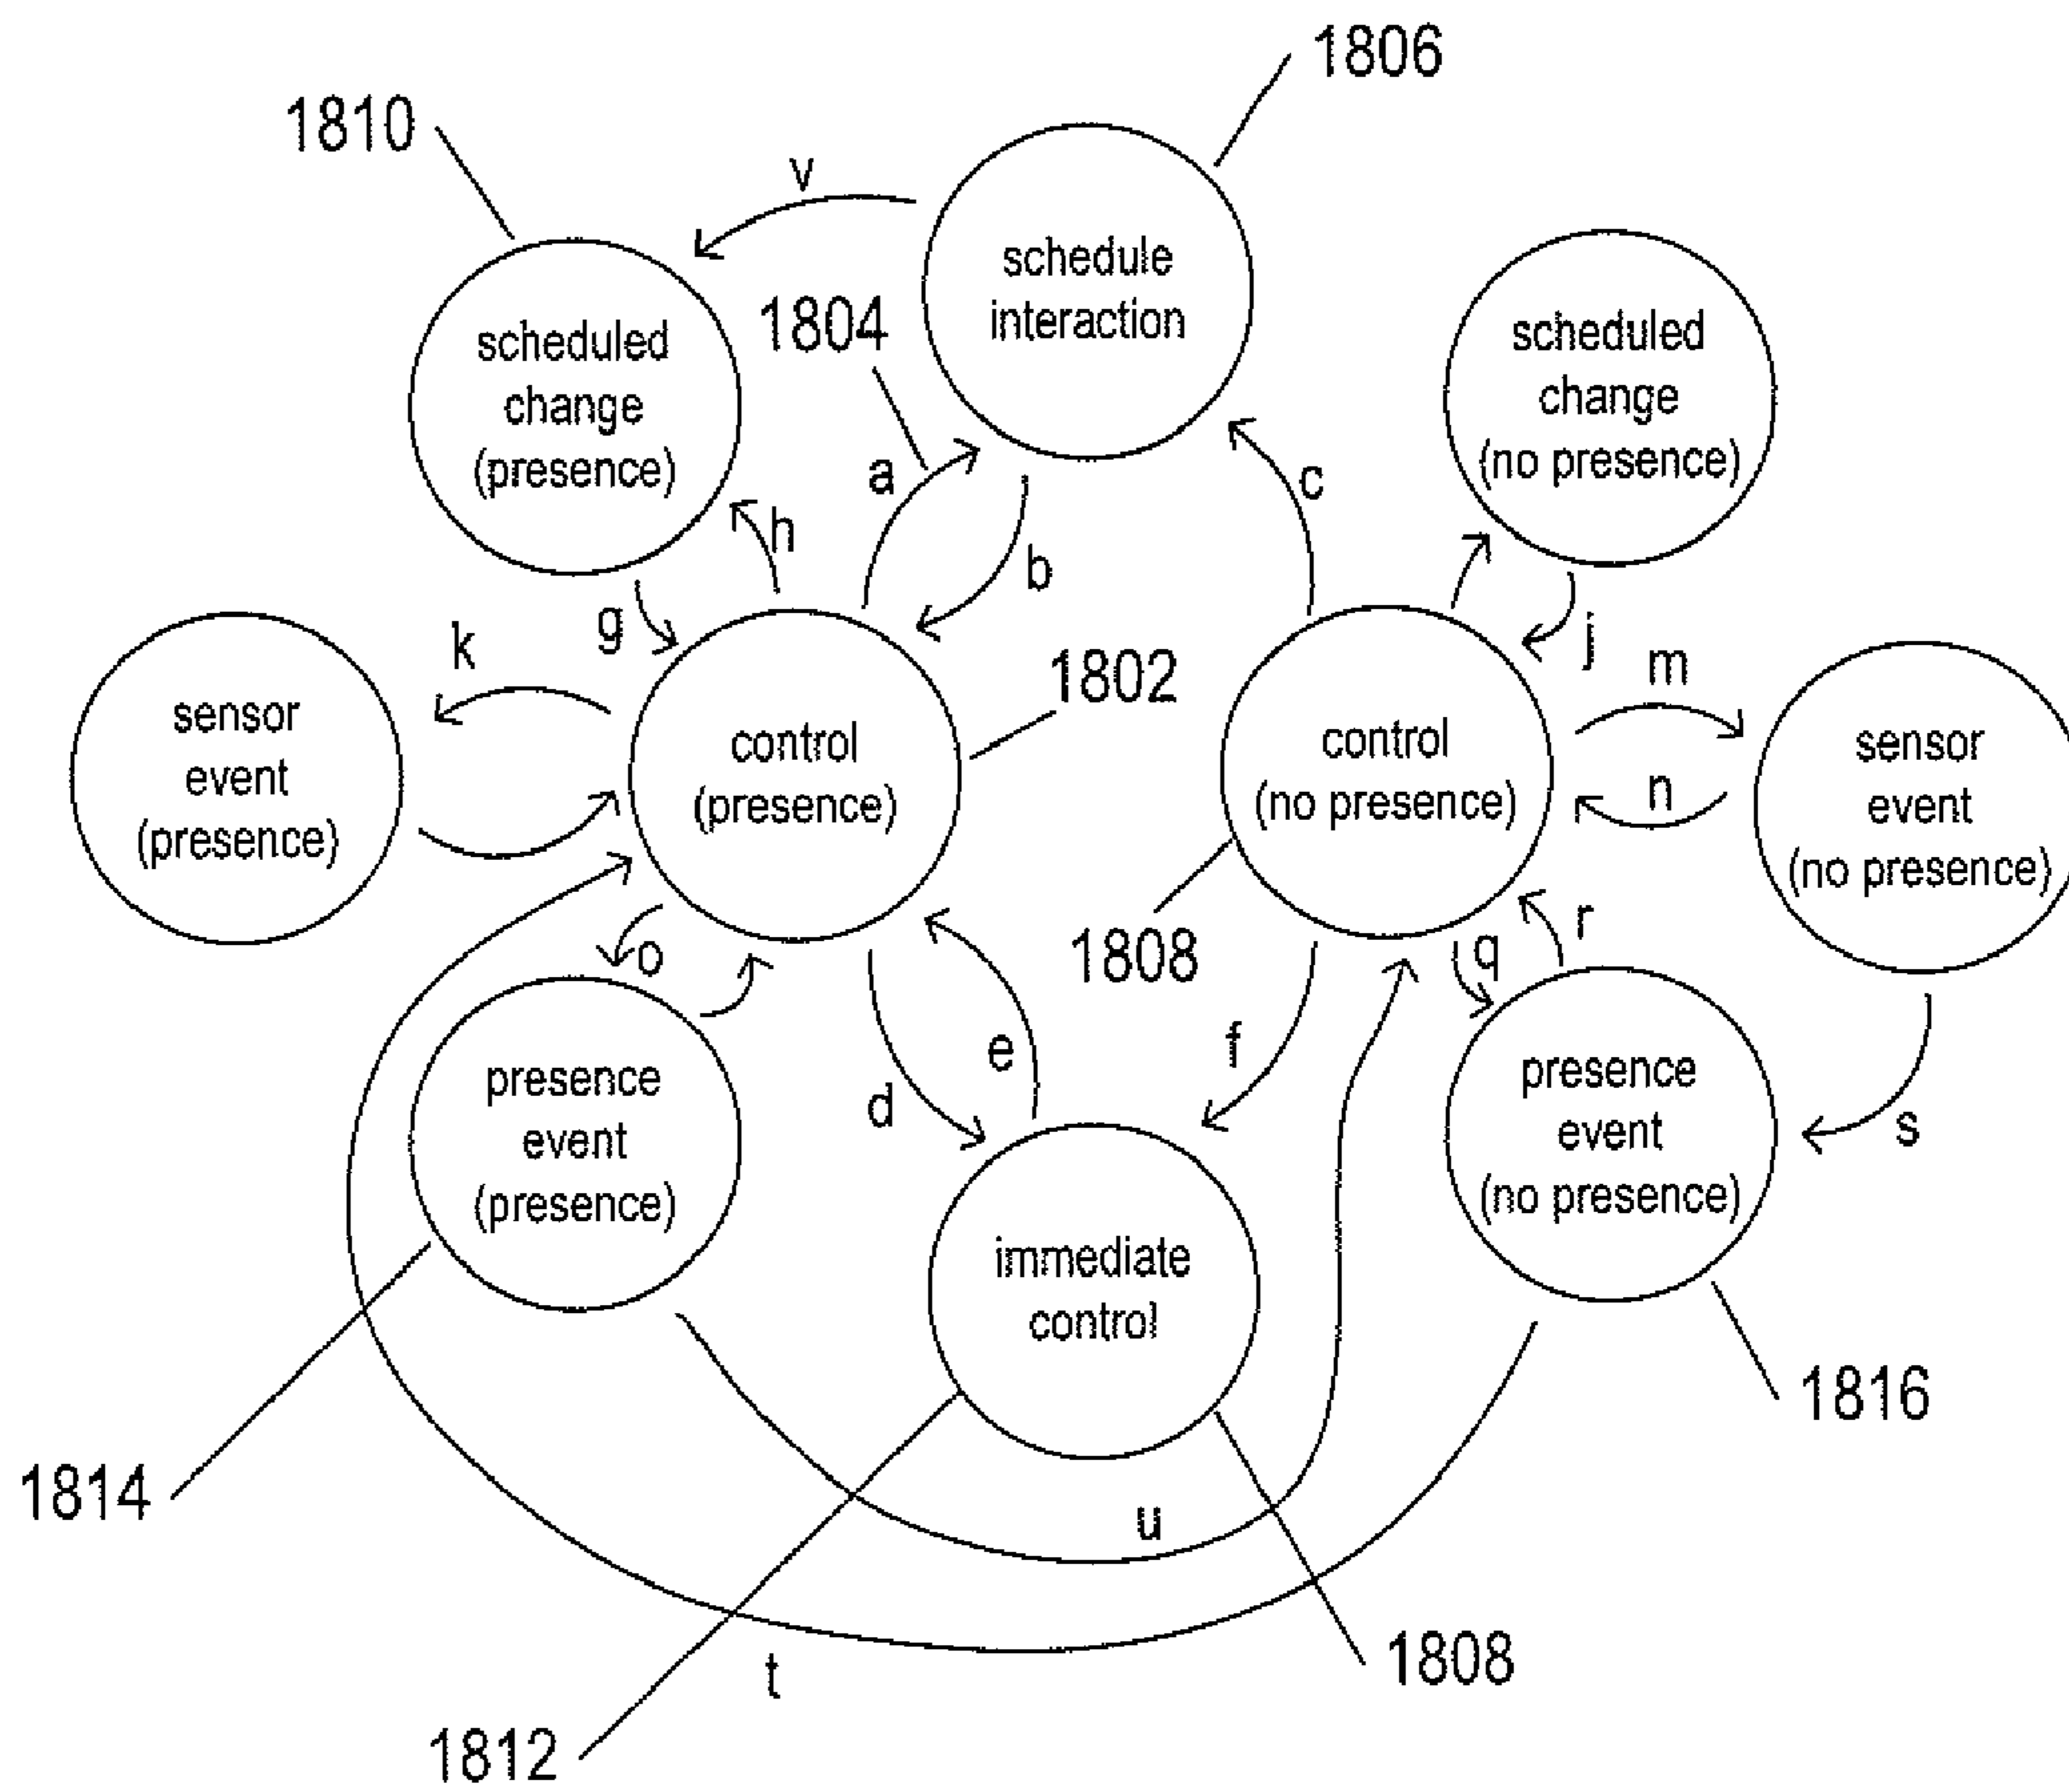 1806
1810
v
schedule
interaction
1804
scheduled
change
(presence)
scheduled
change
(no presence)
a
c
h
b
g
j
k
m
1802
sensor
event
(presence)
control
(presence)
control
(no presence)
n
sensor
event
(no presence)
1808
o
r
q
e
f
d
presence
event
(presence)
presence
event
(no presence)
s
immediate
control
1816
1814
u
1808
t
1812